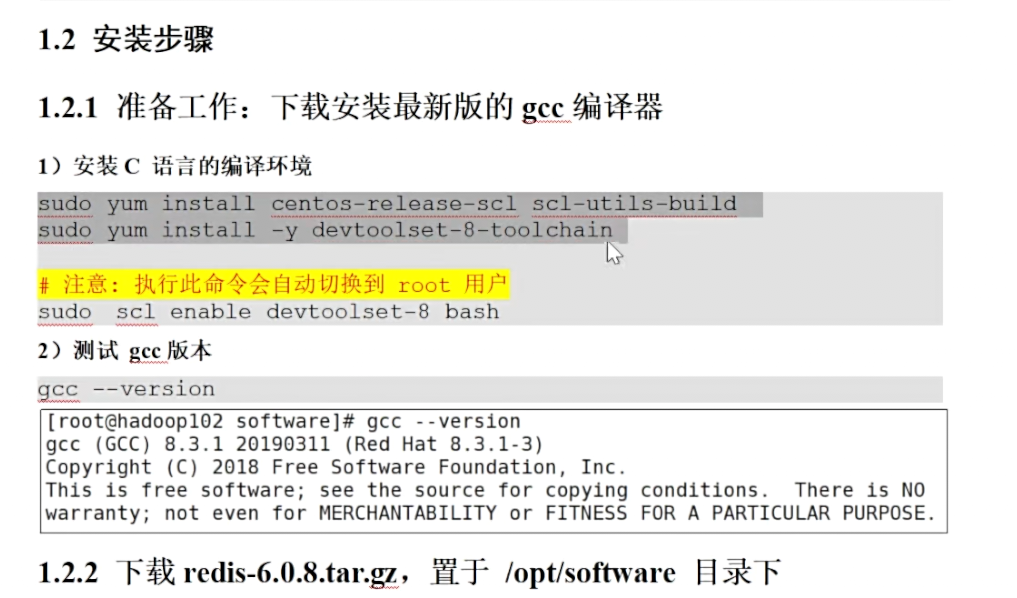 1.2 安装步骤
1.2.1 准备工作：下载安装最新版的 gcc 编译器
1）安装 C 语言的编译环境
sudo yum install centos-release-scl scl-utils-build
sudo yum install -y devtoolset-8-toolchain
# 注意：执行此命令会自动切换到 root 用户
sudo scl enable devtoolset-8 bash
2）测试 gcc 版本
gcc --version
[root@hadoop102 software]# gcc --version
gcc (GCC) 8.3.1 20190311 (Red Hat 8.3.1-3)
Copyright (C) 2018 Free Software Foundation, Inc.
This is free software; see the source for copying conditions.  There is NO
warranty; not even for MERCHANTABILITY or FITNESS FOR A PARTICULAR PURPOSE.
1.2.2 下载 redis-6.0.8.tar.gz，置于 /opt/software 目录下